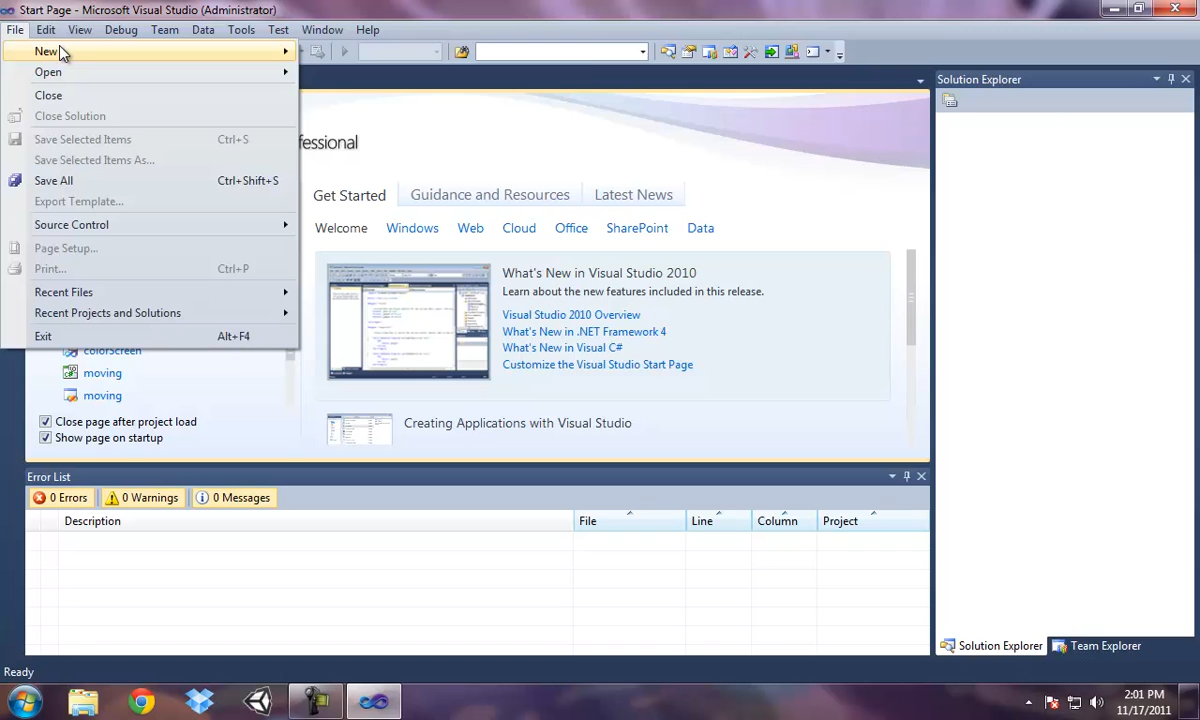 Start Page - Microsoft Visual Studio (Administrator)
File Edit View Debug Team Data Tools Test Window Help
New
Open
Close
Close Solution
Save Selected Items Ctrl+S
Save Selected Items As...
Save All Ctrl+Shift+S
Export Template...
Source Control
Page Setup...
Print... Ctrl+P
Recent Files
Recent Projects and Solutions
Exit Alt+F4
colorScreen
moving
moving
Close page after project load
Show page on startup
fessional
Get Started Guidance and Resources Latest News
Welcome Windows Web Cloud Office SharePoint Data
What's New in Visual Studio 2010
Learn about the new features included in this release.
Visual Studio 2010 Overview
What's New in .NET Framework 4
What's New in Visual C#
Customize the Visual Studio Start Page
Creating Applications with Visual Studio
Solution Explorer
Error List
0 Errors 0 Warnings 0 Messages
Description File Line Column Project
Solution Explorer Team Explorer
Ready
2:01 PM
11/17/2011